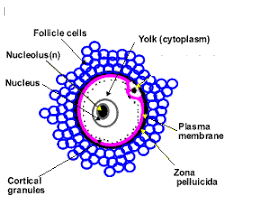 Follicle cells
Yolk (cytoplasm)
Nucleolus(n)
Nucleus
Plasma
membrane
Zona
pelluicida
Cortical
granules